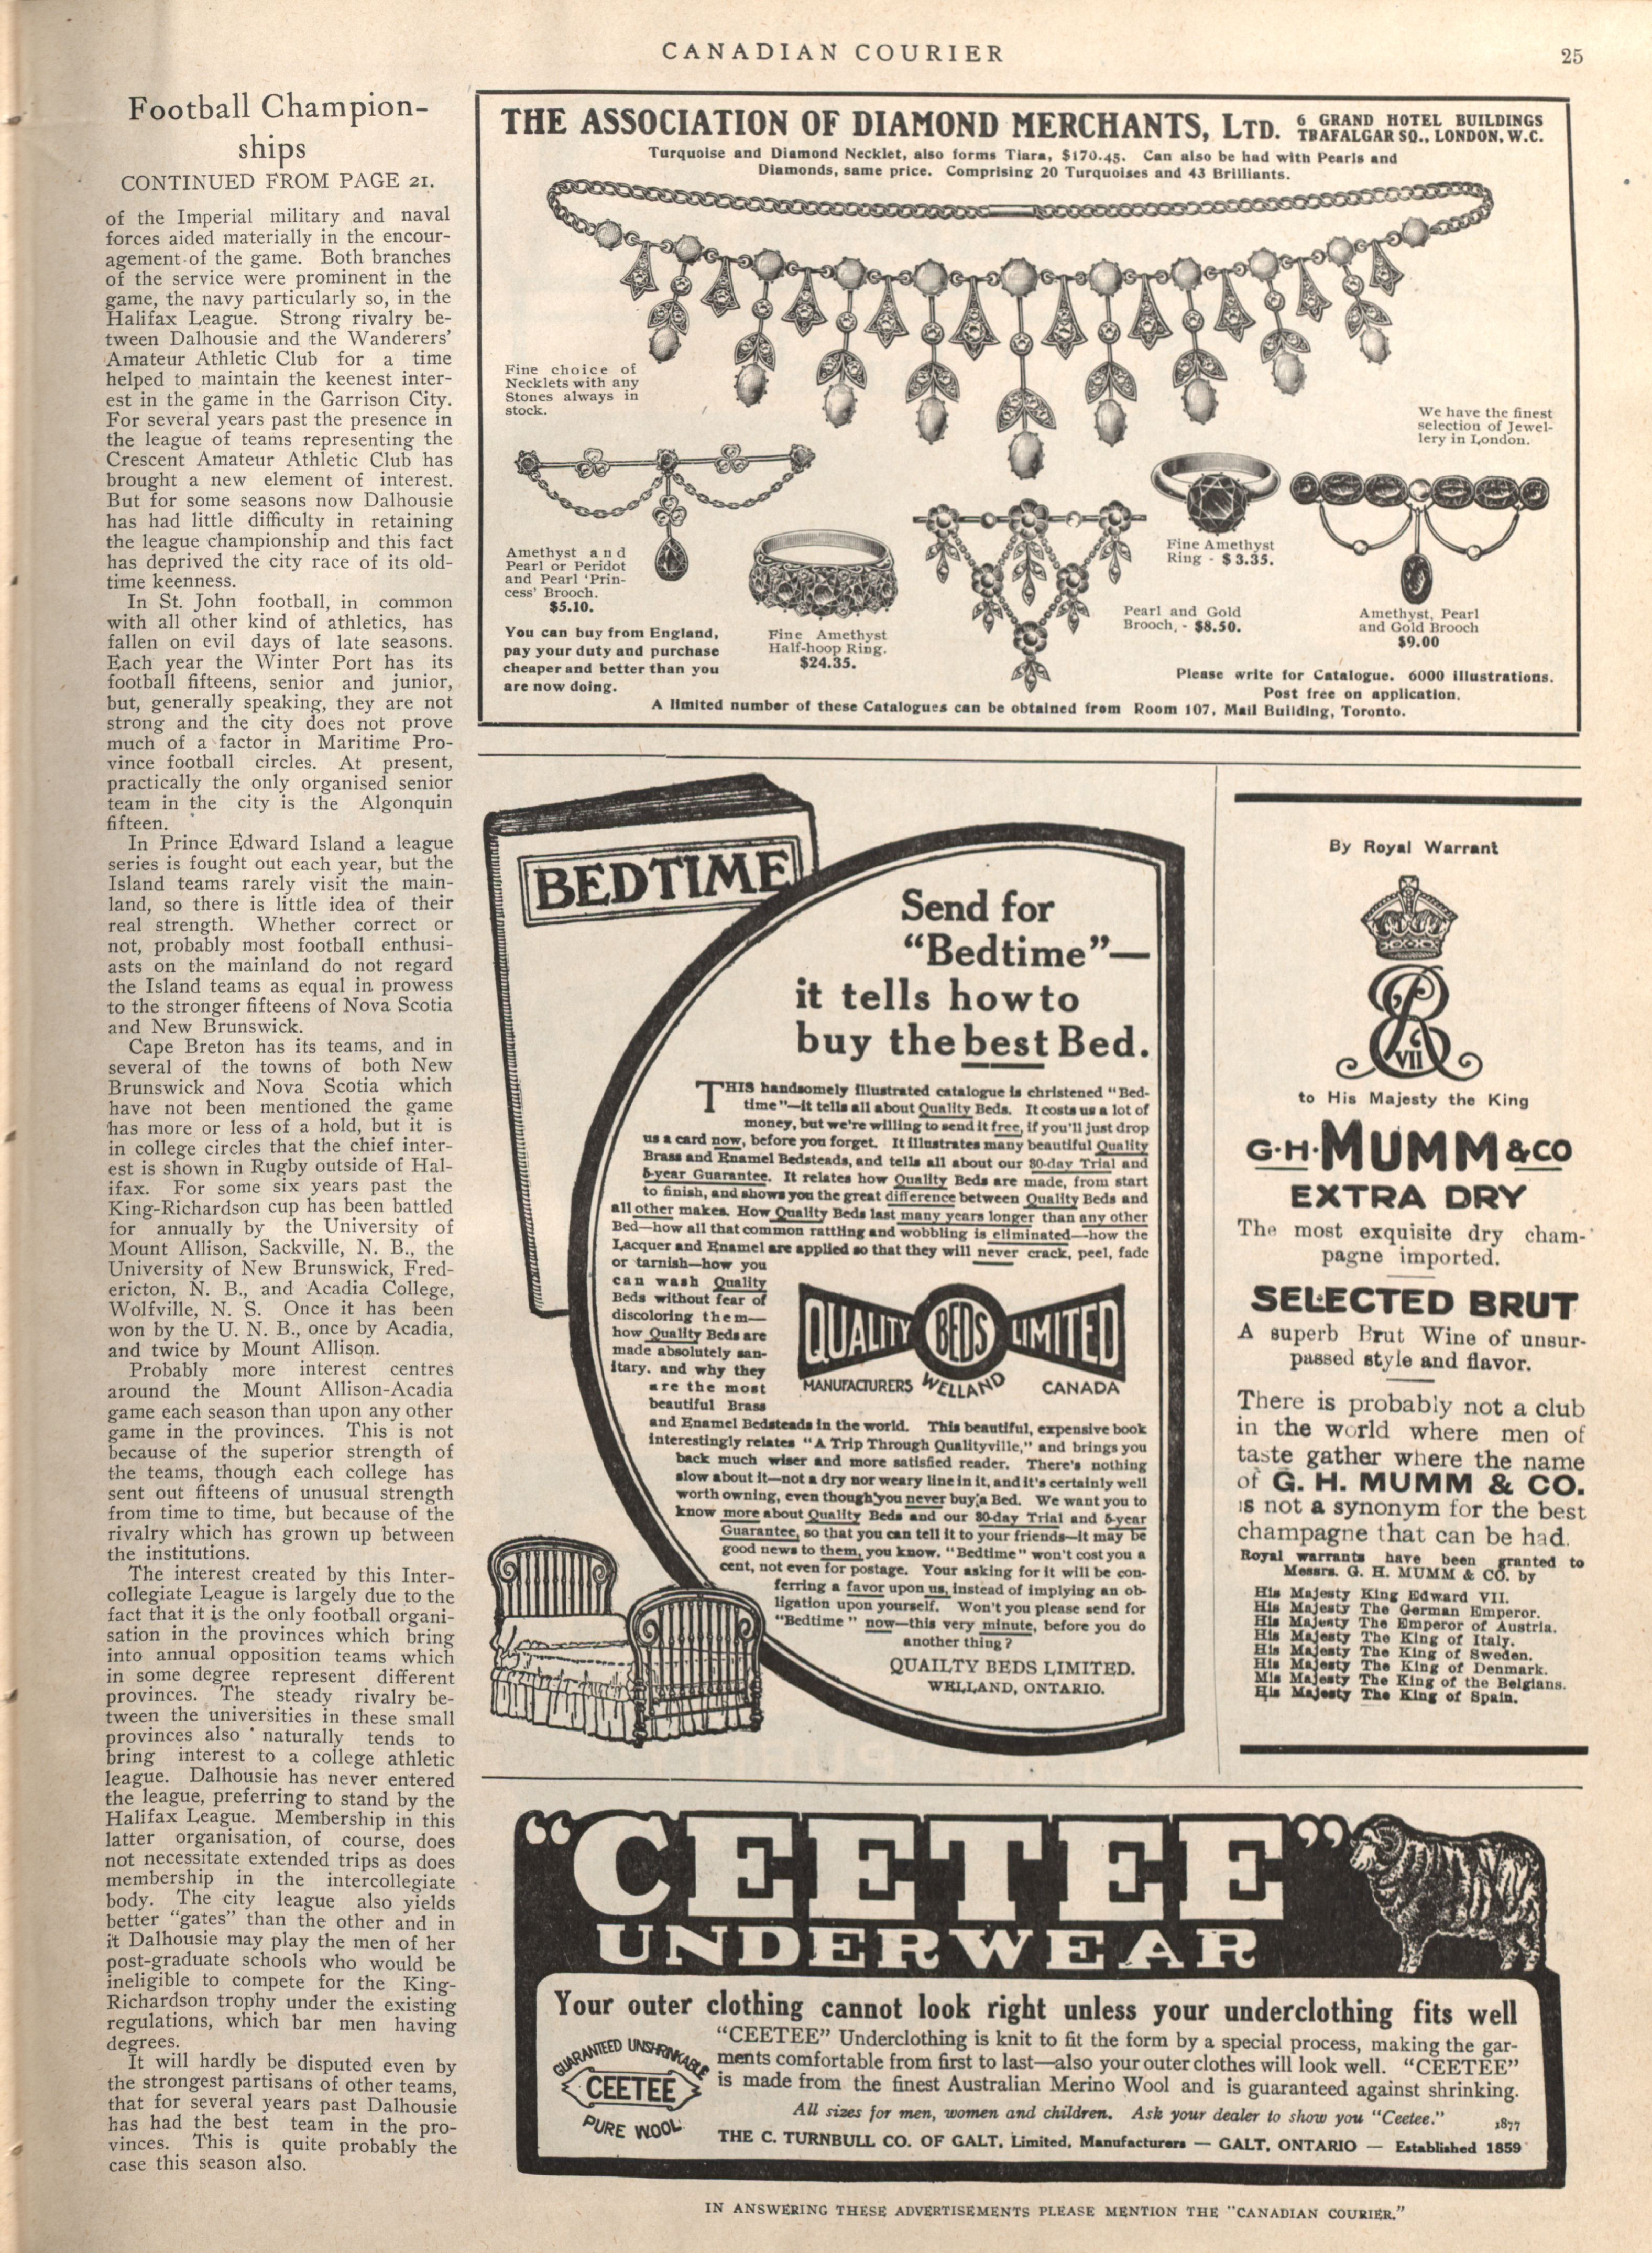 CANADIAN COURIER
25
Football Champion-
ships
CONTINUED FROM PAGE 21.
of the Imperial military and naval
forces aided materially in the encour-
agement of the game. Both branches
of the service were prominent in the
game, the navy particularly so, in the
Halifax League. Strong rivalry be-
tween Dalhousie and the Wanderers'
Amateur Athletic Club for a time
helped to maintain the keenest inter-
est in the game in the Garrison City.
For several years past the presence in
the league of teams representing the
Crescent Amateur Athletic Club has
brought a new element of interest.
But for some seasons now Dalhousie
has had little difficulty in retaining
the league championship and this fact
has deprived the city race of its old-
time keenness.
In St. John football, in common
with all other kind of athletics, has
fallen on evil days of late seasons.
Each year the Winter Port has its
football fifteens, senior and junior,
but, generally speaking, they are not
strong and the city does not prove
much of a factor in Maritime Pro-
vince football circles. At present,
practically the only organised senior
team in the city is the Algonquin
fifteen.
In Prince Edward Island a league
series is fought out each year, but the
Island teams rarely visit the main-
land, so there is little idea of their
real strength. Whether correct or
not, probably most football enthusi-
asts on the mainland do not regard
the Island teams as equal in prowess
to the stronger fifteens of Nova Scotia
and New Brunswick.
Cape Breton has its teams, and in
several of the towns of both New
Brunswick and Nova Scotia which
have not been mentioned the game
has more or less of a hold, but it is
in college circles that the chief inter-
est is shown in Rugby outside of Hal-
ifax. For some six years past the
King-Richardson cup has been battled
for annually by the University of
Mount Allison, Sackville, N. B., the
University of New Brunswick, Fred-
ericton, N. B., and Acadia College,
Wolfville, N. S. Once it has been
won by the U. N. B., once by Acadia,
and twice by Mount Allison.
Probably more interest centres
around the Mount Allison-Acadia
game each season than upon any other
game in the provinces. This is not
because of the superior strength of
the teams, though each college has
sent out fifteens of unusual strength
from time to time, but because of the
rivalry which has grown up between
the institutions.
The interest created by this Inter-
collegiate League is largely due to the
fact that it is the only football organi-
sation in the provinces which bring
into annual opposition teams which
in some degree represent different
provinces. The steady rivalry be-
tween the universities in these small
provinces also naturally tends to
bring interest to a college athletic
league. Dalhousie has never entered
the league, preferring to stand by the
Halifax League. Membership in this
latter organisation, of course, does
not necessitate extended trips as does
membership in the intercollegiate
body. The city league also yields
better "gates" than the other and in
it Dalhousie may play the men of her
post-graduate schools who would be
ineligible to compete for the King-
Richardson trophy under the existing
regulations, which bar men having
degrees.
It will hardly be disputed even by
the strongest partisans of other teams,
that for several years past Dalhousie
has had the best team in the pro-
vinces. This is quite probably the
case this season also.
THE ASSOCIATION OF DIAMOND MERCHANTS, LTD. 6 GRAND HOTEL BUILDINGS
TRAFALGAR SQ., LONDON, W.C.
Turquoise and Diamond Necklet, also forms Tiara, $170.45. Can also be had with Pearls and
Diamonds, same price. Comprising 20 Turquoises and 43 Brilliants.
Fine choice of
Necklets with any
Stones always in
stock.
We have the finest
selection of Jewel-
lery in London.
Amethyst and
Pearl or Peridot
and Pearl 'Prin-
cess' Brooch.
$5.10.
Fine Amethyst
Half-hoop Ring.
$24.35.
Fine Amethyst
Ring - $3.35.
Pearl and Gold
Brooch, - $8.50.
Amethyst, Pearl
and Gold Brooch
$9.00
You can buy from England,
pay your duty and purchase
cheaper and better than you
are now doing.
Please write for Catalogue. 6000 illustrations.
Post free on application.
A limited number of these Catalogues can be obtained from Room 107, Mail Building, Toronto.
BEDTIME
Send for
"Bedtime"—
it tells how to
buy the best Bed.
THIS handsomely illustrated catalogue is christened "Bed-
time"—it tells all about Quality Beds. It costs us a lot of
money, but we're willing to send it free, if you'll just drop
us a card now, before you forget. It illustrates many beautiful Quality
Brass and Enamel Bedsteads, and tells all about our 30-day Trial and
5-year Guarantee. It relates how Quality Beds are made, from start
to finish, and shows you the great difference between Quality Beds and
all other makes. How Quality Beds last many years longer than any other
Bed—how all that common rattling and wobbling is eliminated—how the
Lacquer and Enamel are applied so that they will never crack, peel, fade
or tarnish—how you
can wash Quality
Beds without fear of
discoloring them—
how Quality Beds are
made absolutely san-
itary. and why they
are the most
beautiful Brass
QUALITY BEDS LIMITED
MANUFACTURERS WELLAND CANADA
and Enamel Bedsteads in the world. This beautiful, expensive book
interestingly relates "A Trip Through Qualityville," and brings you
back much wiser and more satisfied reader. There's nothing
slow about it—not a dry nor weary line in it, and it's certainly well
worth owning, even though you never buy a Bed. We want you to
know more about Quality Beds and our 30-day Trial and 5-year
Guarantee, so that you can tell it to your friends—it may be
good news to them, you know. "Bedtime" won't cost you a
cent, not even for postage. Your asking for it will be con-
ferring a favor upon us, instead of implying an ob-
ligation upon yourself. Won't you please send for
"Bedtime" now—this very minute, before you do
another thing?
QUAILTY BEDS LIMITED.
WELLAND, ONTARIO.
By Royal Warrant
VII
to His Majesty the King
G. H. MUMM & CO
EXTRA DRY
The most exquisite dry cham-
pagne imported.
SELECTED BRUT
A superb Brut Wine of unsur-
passed style and flavor.
There is probably not a club
in the world where men of
taste gather where the name
of G. H. MUMM & CO.
is not a synonym for the best
champagne that can be had.
Royal warrants have been granted to
Messrs. G. H. MUMM & CO. by
His Majesty King Edward VII.
His Majesty The German Emperor.
His Majesty The Emperor of Austria.
His Majesty The King of Italy.
His Majesty The King of Sweden.
His Majesty The King of Denmark.
His Majesty The King of the Belgians.
His Majesty The King of Spain.
"CEETEE"
UNDERWEAR
Your outer clothing cannot look right unless your underclothing fits well
GUARANTEED UNSHRINKABLE
CEETEE
PURE WOOL
"CEETEE" Underclothing is knit to fit the form by a special process, making the gar-
ments comfortable from first to last—also your outer clothes will look well. "CEETEE"
is made from the finest Australian Merino Wool and is guaranteed against shrinking.
All sizes for men, women and children. Ask your dealer to show you "Ceetee."
1877
THE C. TURNBULL CO. OF GALT, Limited, Manufacturers — GALT, ONTARIO — Established 1859
IN ANSWERING THESE ADVERTISEMENTS PLEASE MENTION THE "CANADIAN COURIER."